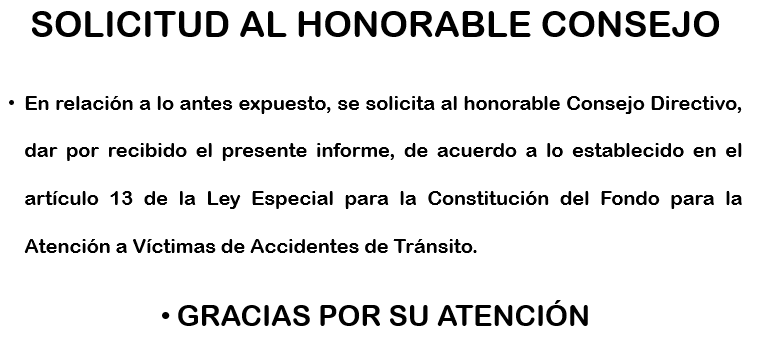 SOLICITUD AL HONORABLE CONSEJO
• En relación a lo antes expuesto, se solicita al honorable Consejo Directivo,
dar por recibido el presente informe, de acuerdo a lo establecido en el
artículo 13 de la Ley Especial para la Constitución del Fondo para la
Atención a Víctimas de Accidentes de Tránsito.
• GRACIAS POR SU ATENCIÓN